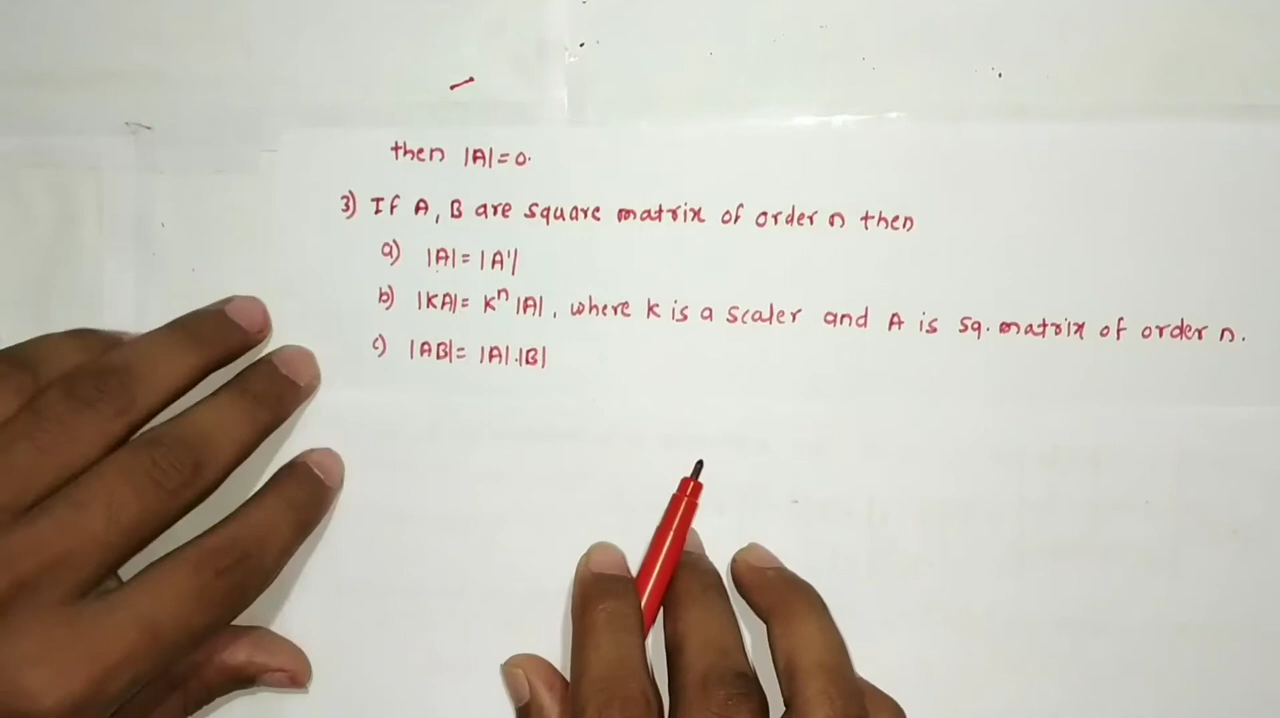 then |A|=0.
3) If A, B are square matrix of order n then
a) |A|= |A'|
b) |KA|= Kⁿ |A|, where k is a scaler and A is sq. matrix of order n.
c) |AB|= |A|.|B|